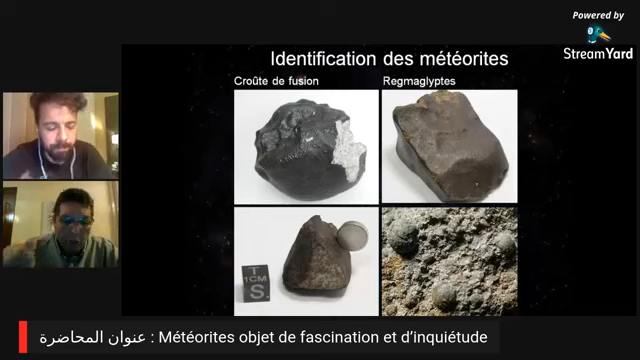 Powered by
StreamYard
Identification des météorites
Croûte de fusion
Regmaglyptes
T
1CM
S
عنوان المحاضرة : Météorites objet de fascination et d’inquiétude